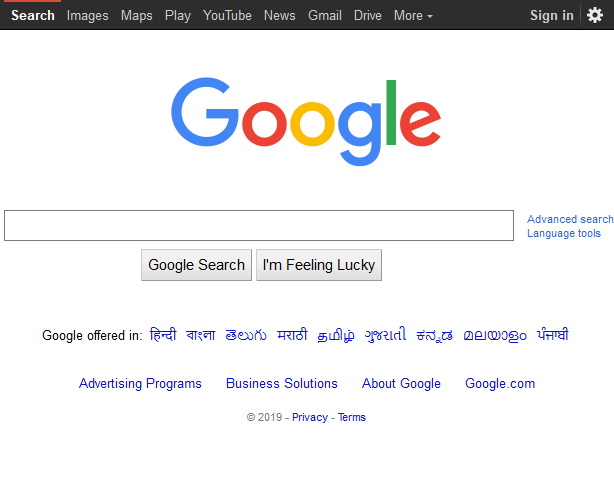 Search Images Maps Play YouTube News Gmail Drive More Sign in
Google
Advanced search
Language tools
Google Search I'm Feeling Lucky
Google offered in: हिन्दी বাংলা తెలుగు मराठी தமிழ் ગુજરાતી ಕನ್ನಡ മലയാളം ਪੰਜਾਬੀ
Advertising Programs Business Solutions About Google Google.com
© 2019 - Privacy - Terms